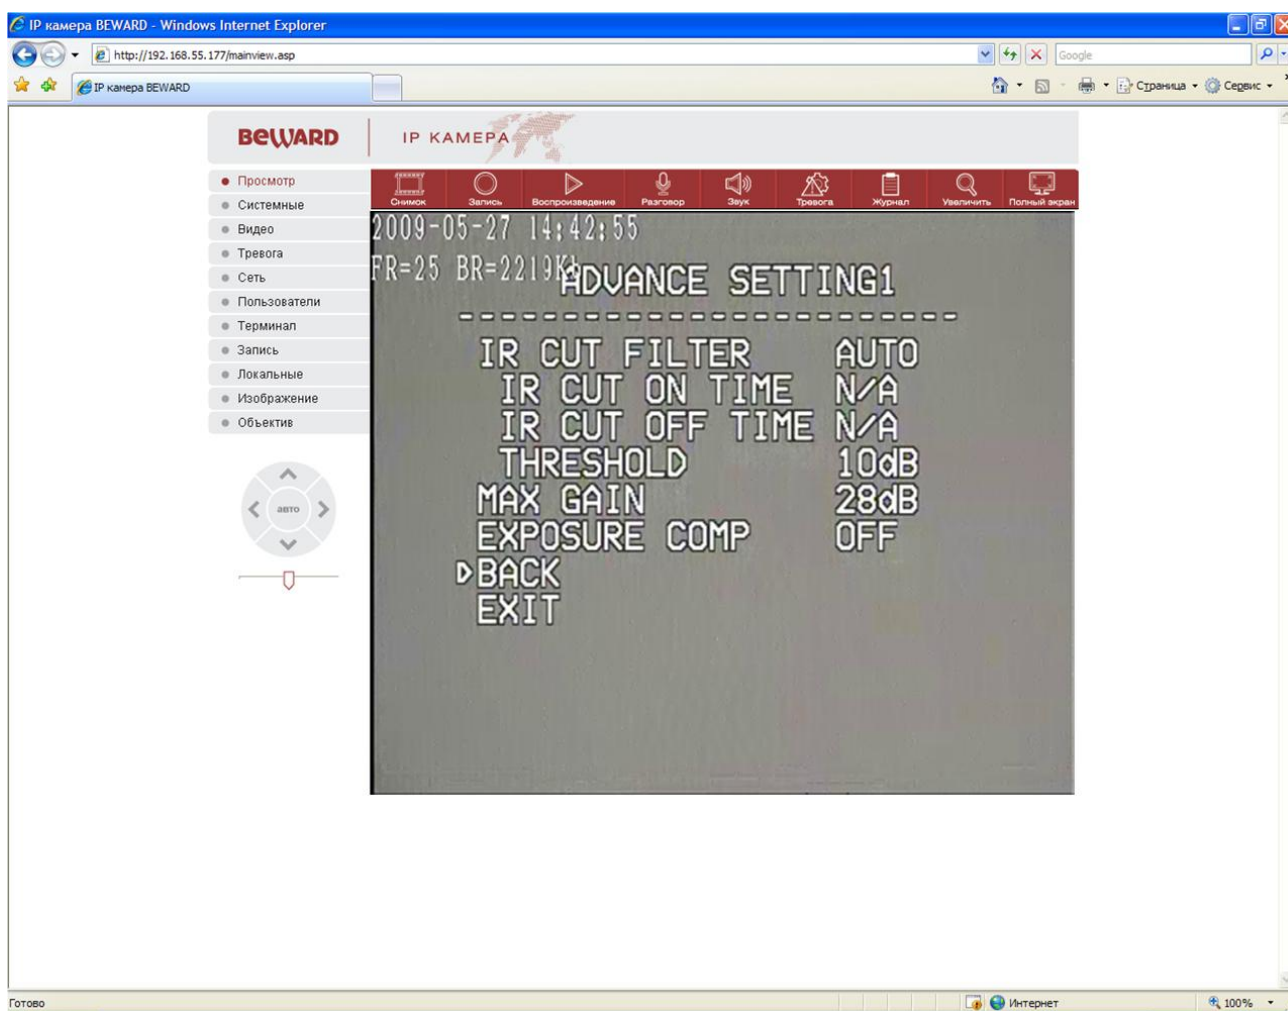 IP камера BEWARD - Windows Internet Explorer
http://192.168.55.177/mainview.asp
Google
IP камера BEWARD
Страница
Сервис
BEWARD
IP КАМЕРА
Просмотр
Системные
Видео
Тревога
Сеть
Пользователи
Терминал
Запись
Локальные
Изображение
Объектив
авто
Снимок Запись Воспроизведение Разговор Звук Тревога Журнал Увеличить Полный экран
2009-05-27 14:42:55
FR=25 BR=2219Kb
ADVANCE SETTING1
--------------------------
IR CUT FILTER AUTO
IR CUT ON TIME N/A
IR CUT OFF TIME N/A
THRESHOLD 10dB
MAX GAIN 28dB
EXPOSURE COMP OFF
BACK
EXIT
Готово
Интернет
100%